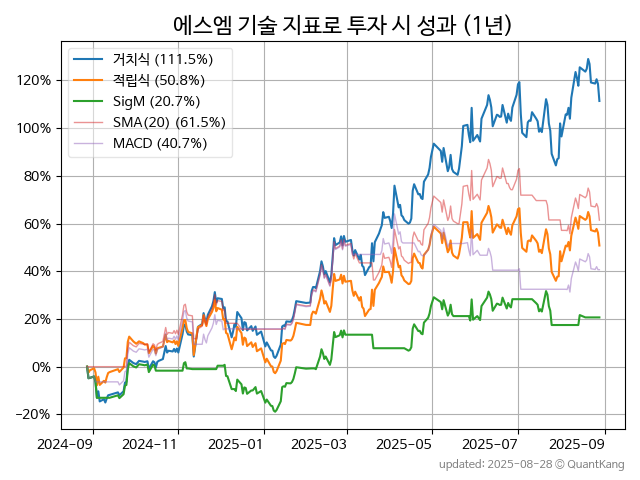 에스엠 기술 지표로 투자 시 성과 (1년)
거치식 (111.5%)
적립식 (50.8%)
SigM (20.7%)
SMA(20) (61.5%)
MACD (40.7%)
120%
100%
80%
60%
40%
20%
0%
−20%
2024-09 2024-11 2025-01 2025-03 2025-05 2025-07 2025-09
updated: 2025-08-28 ⓒ QuantKang